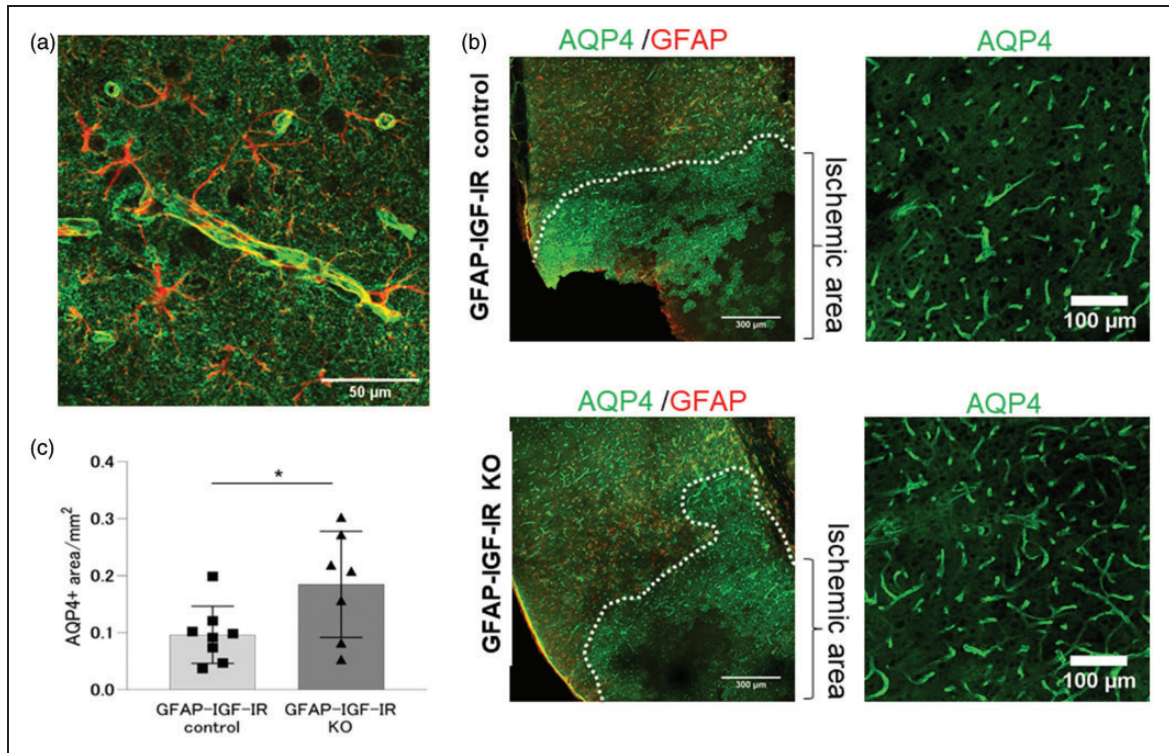 (a)
50 µm
(b)
AQP4 /GFAP
AQP4
GFAP-IGF-IR control
300 µm
Ischemic area
100 µm
AQP4 /GFAP
AQP4
GFAP-IGF-IR KO
300 µm
Ischemic area
100 µm
(c)
AQP4+ area/mm²
0.4
0.3
0.2
0.1
0.0
*
GFAP-IGF-IR
control
GFAP-IGF-IR
KO